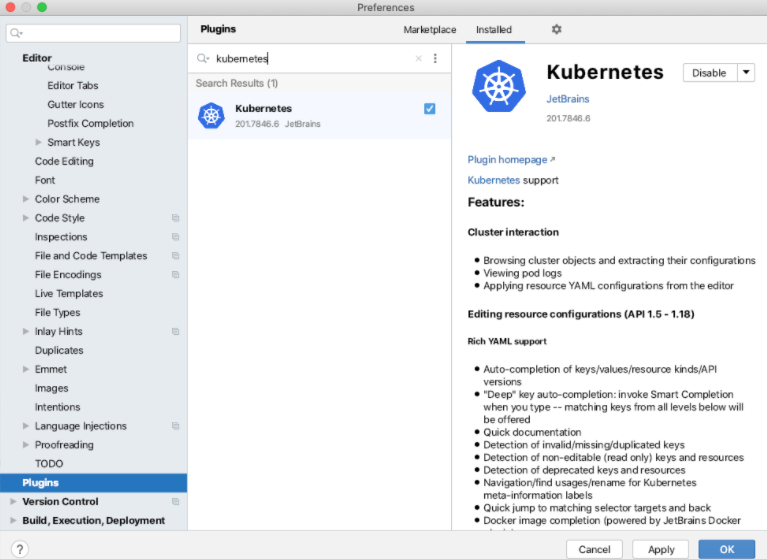 Preferences
Editor
Console
Editor Tabs
Gutter Icons
Postfix Completion
Smart Keys
Code Editing
Font
Color Scheme
Code Style
Inspections
File and Code Templates
File Encodings
Live Templates
File Types
Inlay Hints
Duplicates
Emmet
Images
Intentions
Language Injections
Proofreading
TODO
Plugins
Version Control
Build, Execution, Deployment
?
Plugins
Marketplace
Installed
kubernetes
Search Results (1)
Kubernetes
201.7846.6 JetBrains
Kubernetes
Disable
JetBrains
201.7846.6
Plugin homepage ↗
Kubernetes support
Features:
Cluster interaction
• Browsing cluster objects and extracting their configurations
• Viewing pod logs
• Applying resource YAML configurations from the editor
Editing resource configurations (API 1.5 - 1.18)
Rich YAML support
• Auto-completion of keys/values/resource kinds/API
versions
• "Deep" key auto-completion: invoke Smart Completion
when you type -- matching keys from all levels below will
be offered
• Quick documentation
• Detection of invalid/missing/duplicated keys
• Detection of non-editable (read only) keys and resources
• Detection of deprecated keys and resources
• Navigation/find usages/rename for Kubernetes
meta-information labels
• Quick jump to matching selector targets and back
• Docker image completion (powered by JetBrains Docker
Cancel
Apply
OK